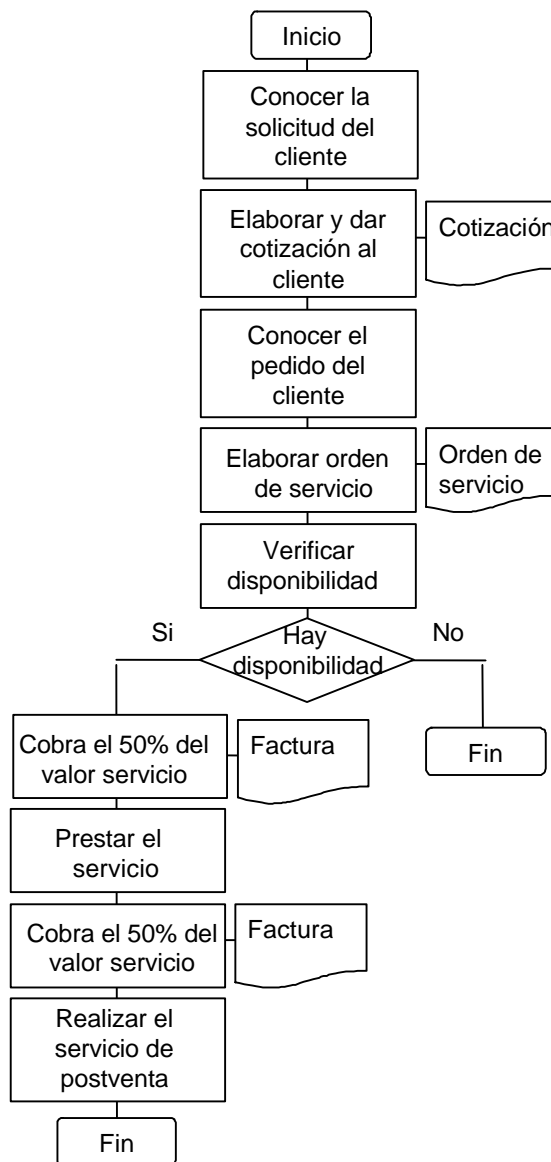 Inicio
Conocer la
solicitud del
cliente
Elaborar y dar
cotización al
cliente
Cotización
Conocer el
pedido del
cliente
Elaborar orden
de servicio
Orden de
servicio
Verificar
disponibilidad
Si
Hay
disponibilidad
No
Cobra el 50% del
valor servicio
Factura
Fin
Prestar el
servicio
Cobra el 50% del
valor servicio
Factura
Realizar el
servicio de
postventa
Fin